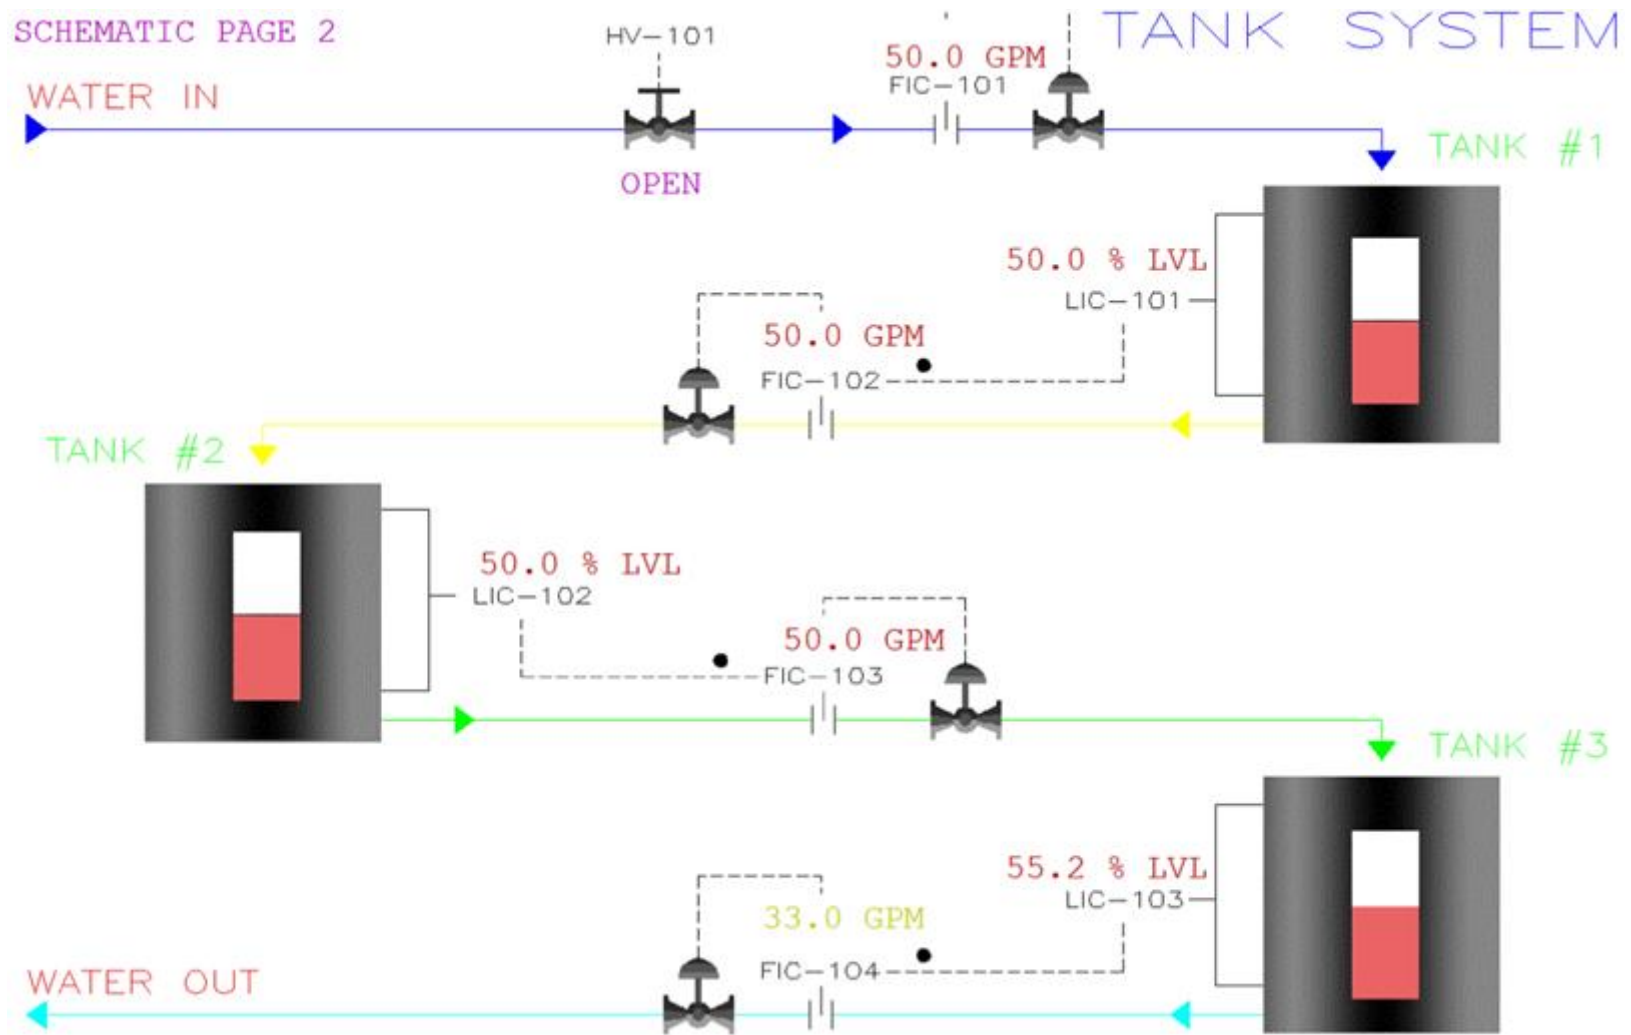 SCHEMATIC PAGE 2
HV-101
TANK SYSTEM
50.0 GPM
FIC-101
WATER IN
OPEN
TANK #1
50.0 % LVL
LIC-101
50.0 GPM
FIC-102
TANK #2
50.0 % LVL
LIC-102
50.0 GPM
FIC-103
TANK #3
55.2 % LVL
LIC-103
33.0 GPM
FIC-104
WATER OUT